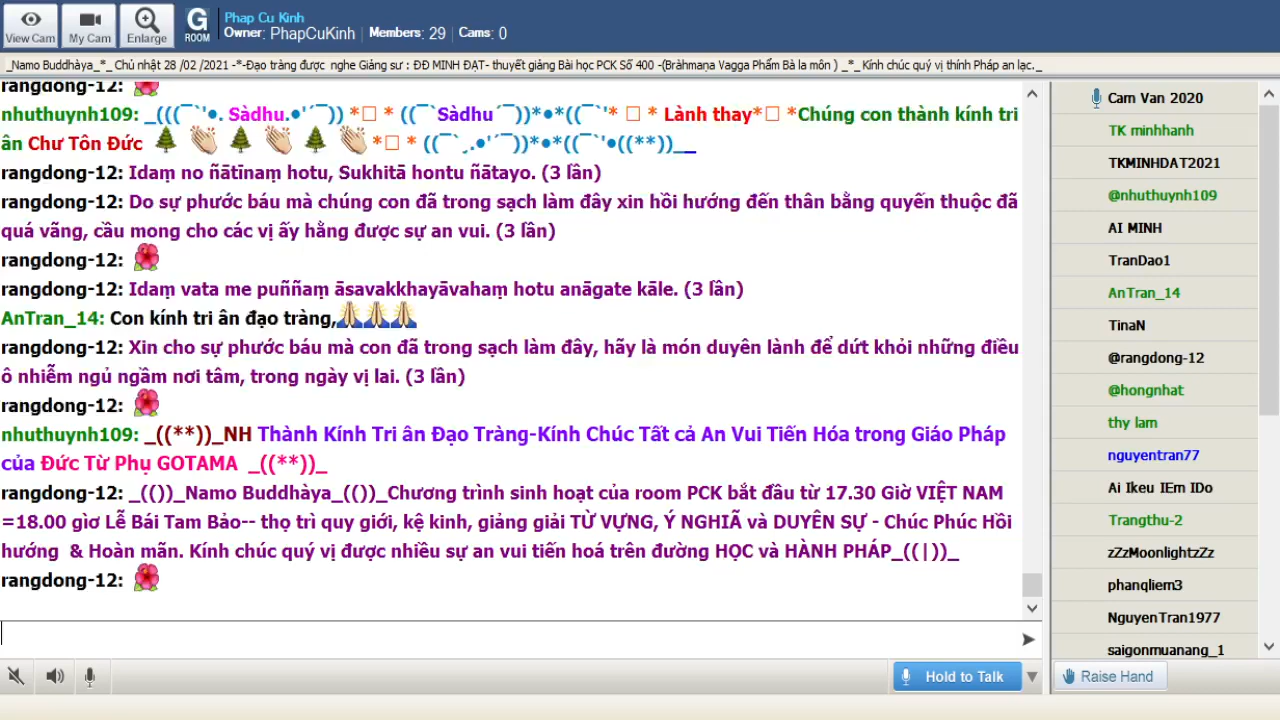 View Cam
My Cam
Enlarge
G
ROOM
Phap Cu Kinh
Owner: PhapCuKinh Members: 29 Cams: 0
_Namo Buddhàya_*_ Chủ nhật 28 /02 /2021 -*-Đạo tràng được nghe Giảng sư : ĐĐ MINH ĐẠT- thuyết giảng Bài học PCK Số 400 -(Bràhmaṇa Vagga Phẩm Bà la môn ) _*_ Kính chúc quý vị thính Pháp an lạc._
rangdong-12:
nhuthuynh109: _(((¯`'●. Sàdhu.●'´¯)) *□ * ((¯`Sàdhu´¯))*●*((¯`'* □ * Lành thay*□ *Chúng con thành kính tri
ân Chư Tôn Đức *□ * ((¯`¸.●'´¯))*●*((¯`'●((**))__
rangdong-12: Idaṃ no ñātīnaṃ hotu, Sukhitā hontu ñātayo. (3 lần)
rangdong-12: Do sự phước báu mà chúng con đã trong sạch làm đây xin hồi hướng đến thân bằng quyến thuộc đã
quá vãng, cầu mong cho các vị ấy hằng được sự an vui. (3 lần)
rangdong-12:
rangdong-12: Idaṃ vata me puññaṃ āsavakkhayāvahaṃ hotu anāgate kāle. (3 lần)
AnTran_14: Con kính tri ân đạo tràng,
rangdong-12: Xin cho sự phước báu mà con đã trong sạch làm đây, hãy là món duyên lành để dứt khỏi những điều
ô nhiễm ngủ ngầm nơi tâm, trong ngày vị lai. (3 lần)
rangdong-12:
nhuthuynh109: _((**))_NH Thành Kính Tri ân Đạo Tràng-Kính Chúc Tất cả An Vui Tiến Hóa trong Giáo Pháp
của Đức Từ Phụ GOTAMA _((**))_
rangdong-12: _(())_Namo Buddhàya_(())_Chương trình sinh hoạt của room PCK bắt đầu từ 17.30 Giờ VIỆT NAM
=18.00 giờ Lễ Bái Tam Bảo-- thọ trì quy giới, kệ kinh, giảng giải TỪ VỰNG, Ý NGHIÃ và DUYÊN SỰ - Chúc Phúc Hồi
hướng & Hoàn mãn. Kính chúc quý vị được nhiều sự an vui tiến hoá trên đường HỌC và HÀNH PHÁP_((|))_
rangdong-12:
Hold to Talk
Cam Van 2020
TK minhhanh
TKMINHDAT2021
@nhuthuynh109
AI MINH
TranDao1
AnTran_14
TinaN
@rangdong-12
@hongnhat
thy lam
nguyentran77
Ai Ikeu IEm IDo
Trangthu-2
zZzMoonlightzZz
phanqliem3
NguyenTran1977
saigonmuanang_1
Raise Hand